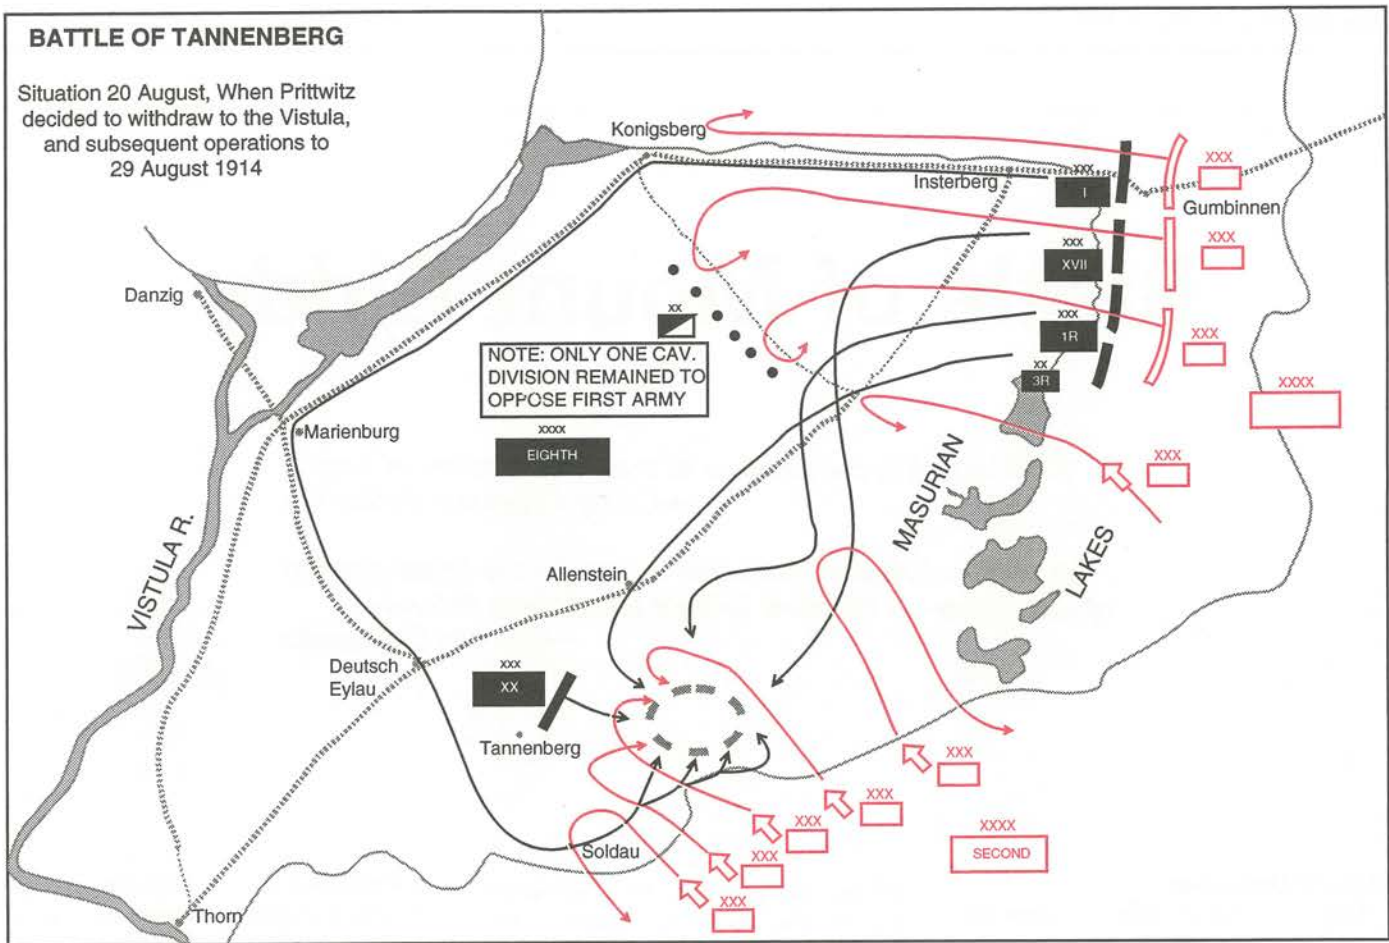 BATTLE OF TANNENBERG
Situation 20 August, When Prittwitz
decided to withdraw to the Vistula,
and subsequent operations to
29 August 1914
Konigsberg
Insterberg
Gumbinnen
XXX
I
XXX
XVII
XXX
1R
XX
3R
XXX
XXX
XXX
XXXX
XXX
Danzig
XX
NOTE: ONLY ONE CAV.
DIVISION REMAINED TO
OPPOSE FIRST ARMY
XXXX
EIGHTH
Marienburg
VISTULA R.
MASURIAN
LAKES
Allenstein
Deutsch
Eylau
XXX
XX
Tannenberg
Soldau
Thorn
XXX
XXX
XXX
XXX
XXX
XXXX
SECOND